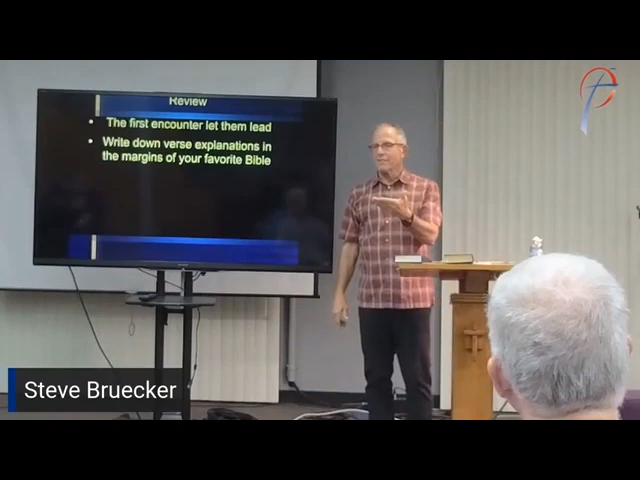 Review
• The first encounter let them lead
• Write down verse explanations in
the margins of your favorite Bible
Steve Bruecker